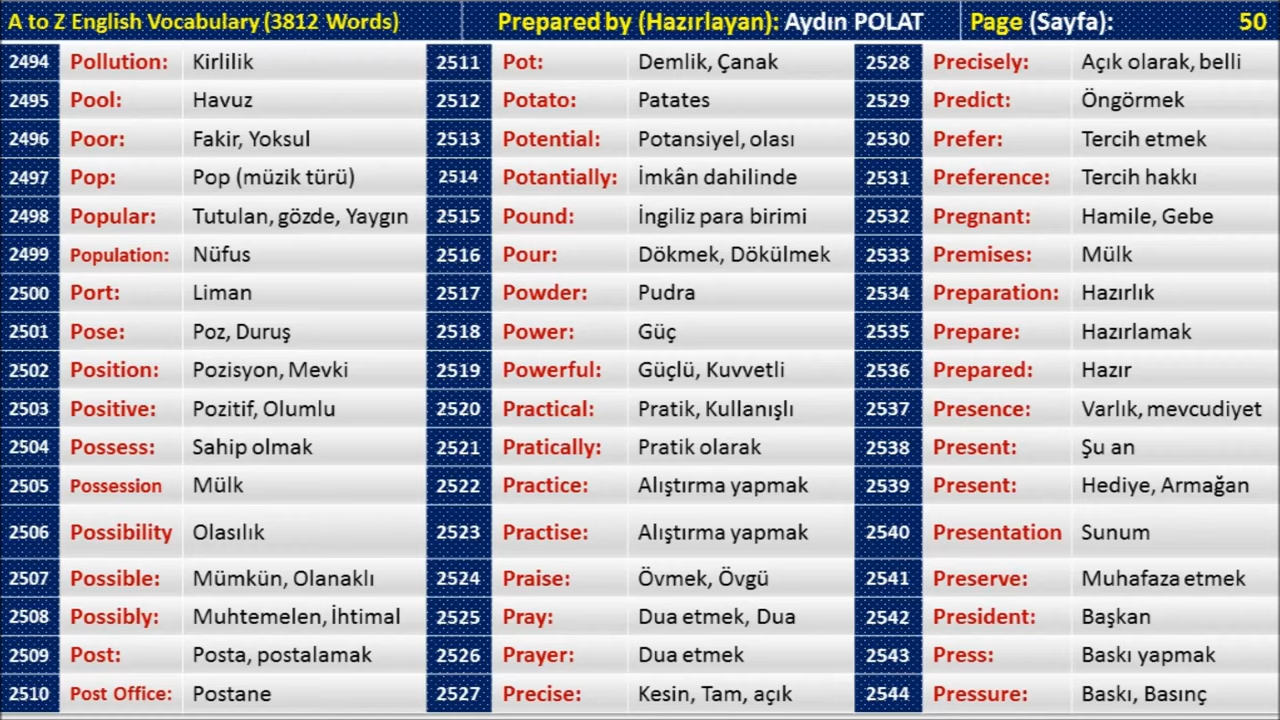 A to Z English Vocabulary (3812 Words) Prepared by (Hazırlayan): Aydın POLAT Page (Sayfa): 50
2494 Pollution: Kirlilik
2495 Pool: Havuz
2496 Poor: Fakir, Yoksul
2497 Pop: Pop (müzik türü)
2498 Popular: Tutulan, gözde, Yaygın
2499 Population: Nüfus
2500 Port: Liman
2501 Pose: Poz, Duruş
2502 Position: Pozisyon, Mevki
2503 Positive: Pozitif, Olumlu
2504 Possess: Sahip olmak
2505 Possession Mülk
2506 Possibility Olasılık
2507 Possible: Mümkün, Olanaklı
2508 Possibly: Muhtemelen, İhtimal
2509 Post: Posta, postalamak
2510 Post Office: Postane
2511 Pot: Demlik, Çanak
2512 Potato: Patates
2513 Potential: Potansiyel, olası
2514 Potantially: İmkân dahilinde
2515 Pound: İngiliz para birimi
2516 Pour: Dökmek, Dökülmek
2517 Powder: Pudra
2518 Power: Güç
2519 Powerful: Güçlü, Kuvvetli
2520 Practical: Pratik, Kullanışlı
2521 Pratically: Pratik olarak
2522 Practice: Alıştırma yapmak
2523 Practise: Alıştırma yapmak
2524 Praise: Övmek, Övgü
2525 Pray: Dua etmek, Dua
2526 Prayer: Dua etmek
2527 Precise: Kesin, Tam, açık
2528 Precisely: Açık olarak, belli
2529 Predict: Öngörmek
2530 Prefer: Tercih etmek
2531 Preference: Tercih hakkı
2532 Pregnant: Hamile, Gebe
2533 Premises: Mülk
2534 Preparation: Hazırlık
2535 Prepare: Hazırlamak
2536 Prepared: Hazır
2537 Presence: Varlık, mevcudiyet
2538 Present: Şu an
2539 Present: Hediye, Armağan
2540 Presentation Sunum
2541 Preserve: Muhafaza etmek
2542 President: Başkan
2543 Press: Baskı yapmak
2544 Pressure: Baskı, Basınç